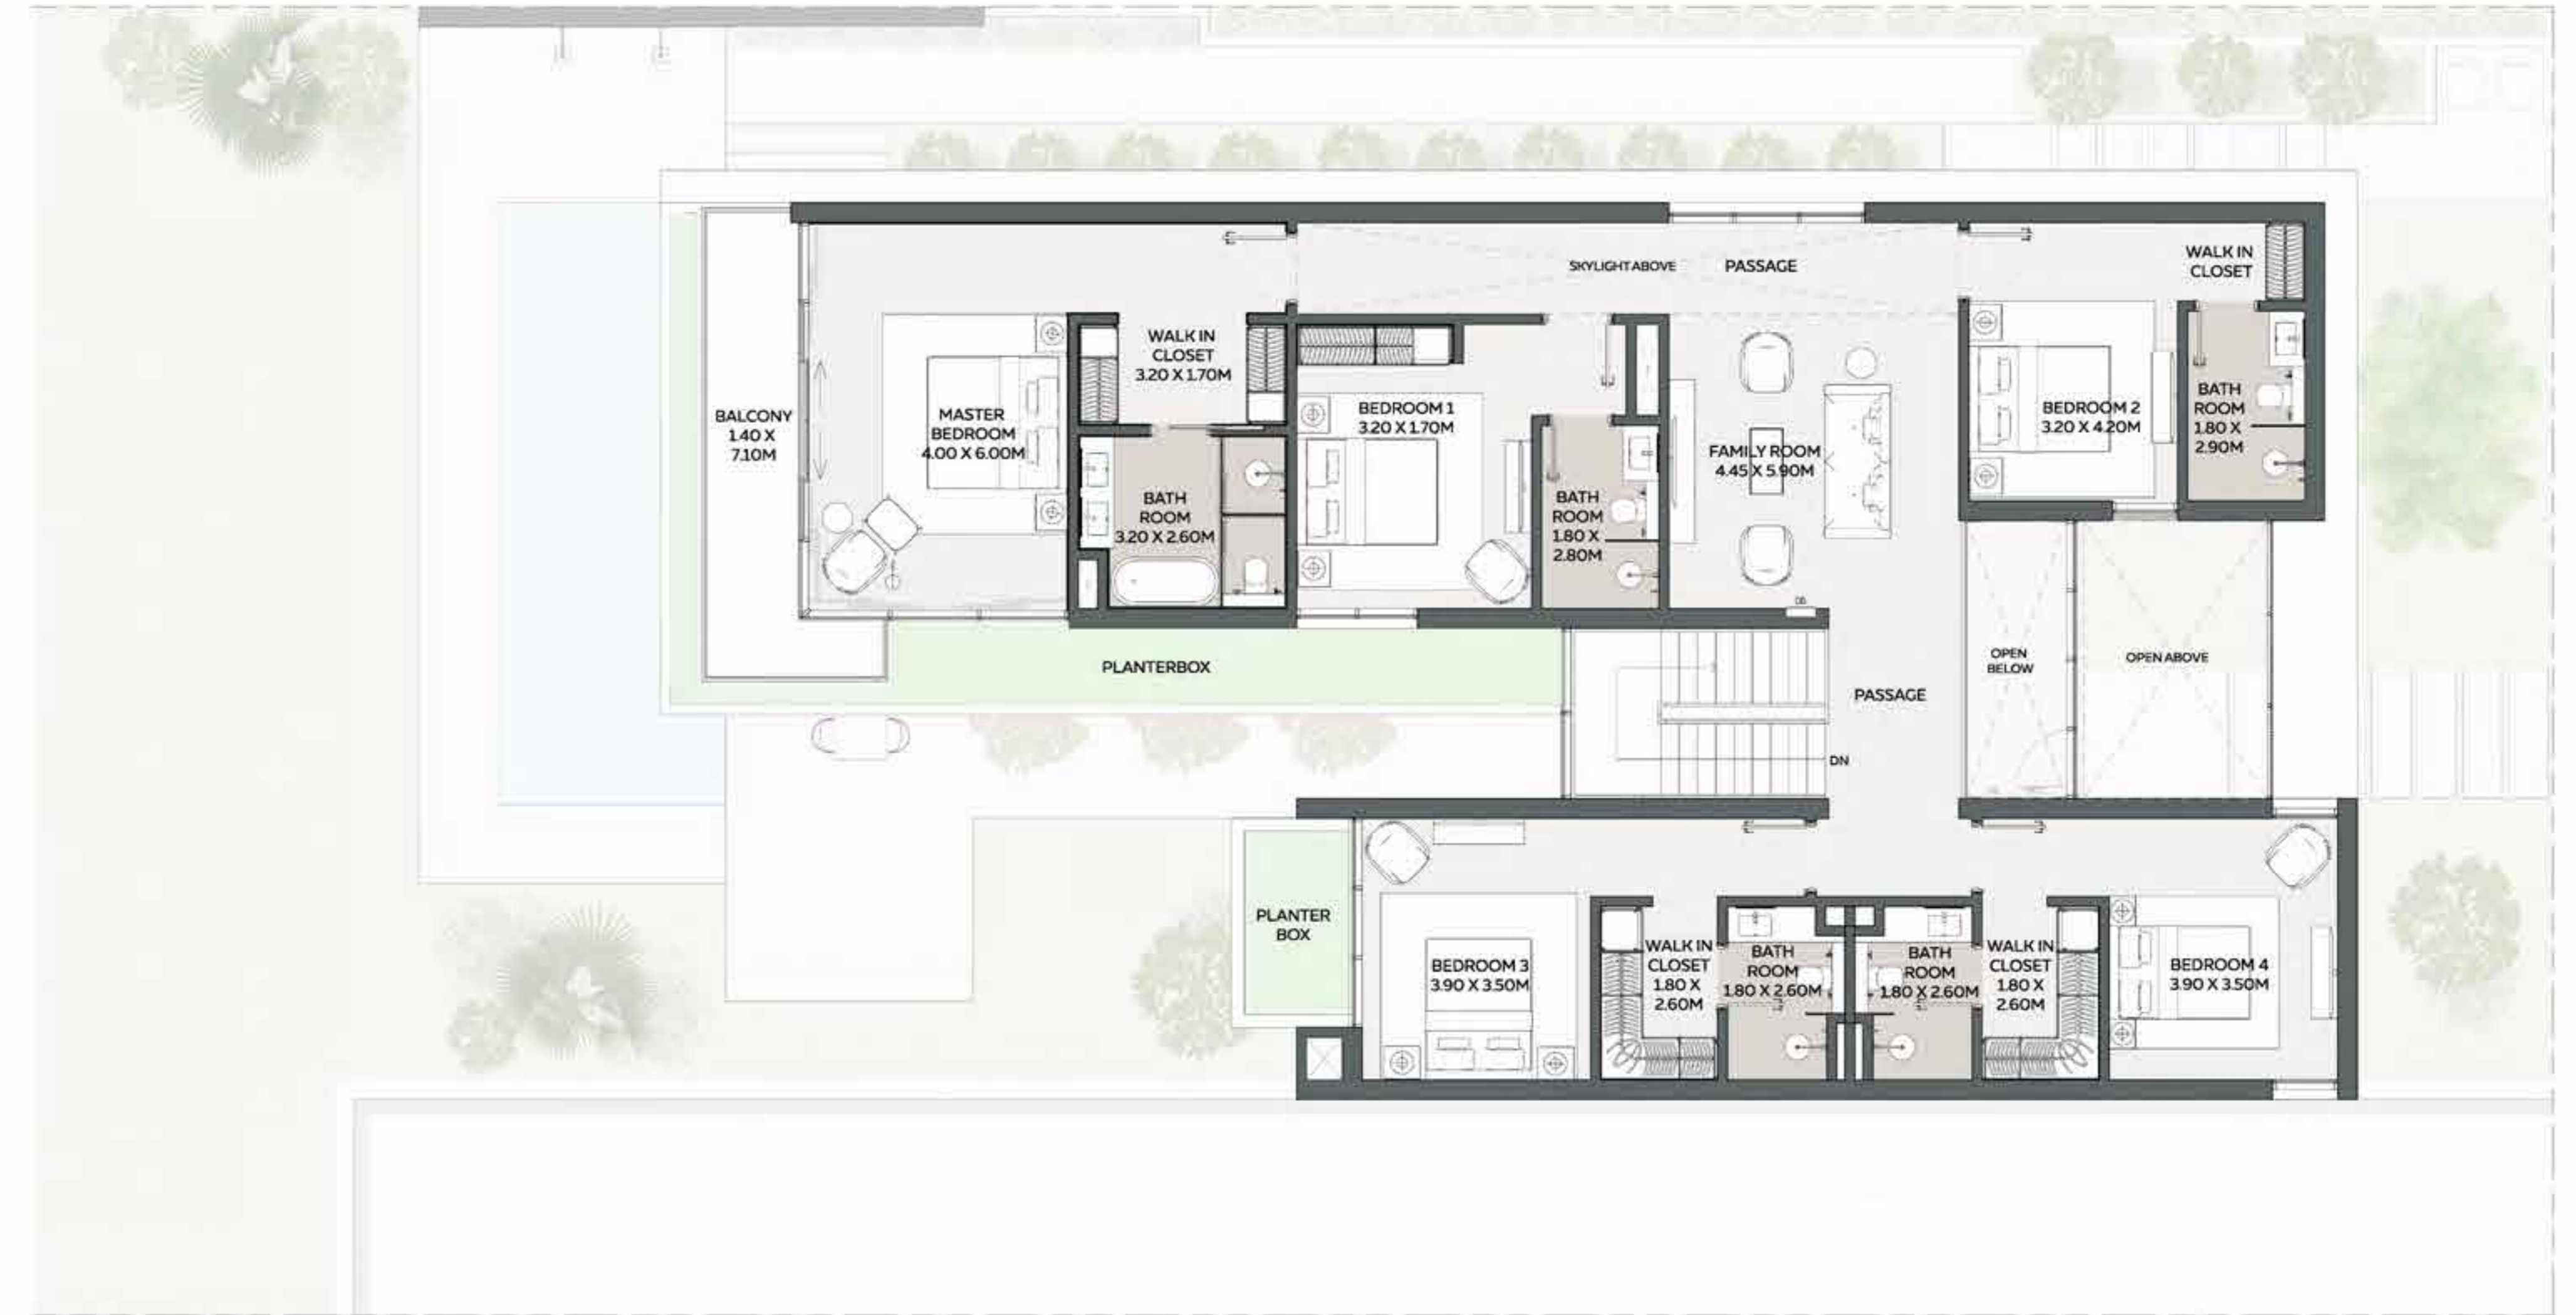 SKYLIGHT ABOVE
PASSAGE
WALK IN
CLOSET
WALK IN
CLOSET
3.20 X 1.70M
BALCONY
1.40 X
7.10M
MASTER
BEDROOM
4.00 X 6.00M
BEDROOM 1
3.20 X 1.70M
FAMILY ROOM
4.45 X 5.90M
BEDROOM 2
3.20 X 4.20M
BATH
ROOM
1.80 X
2.90M
BATH
ROOM
3.20 X 2.60M
BATH
ROOM
1.80 X
2.80M
DB
PLANTERBOX
PASSAGE
OPEN
BELOW
OPEN ABOVE
DN
PLANTER
BOX
BEDROOM 3
3.90 X 3.50M
WALK IN
CLOSET
1.80 X
2.60M
BATH
ROOM
1.80 X 2.60M
BATH
ROOM
1.80 X 2.60M
WALK IN
CLOSET
1.80 X
2.60M
BEDROOM 4
3.90 X 3.50M